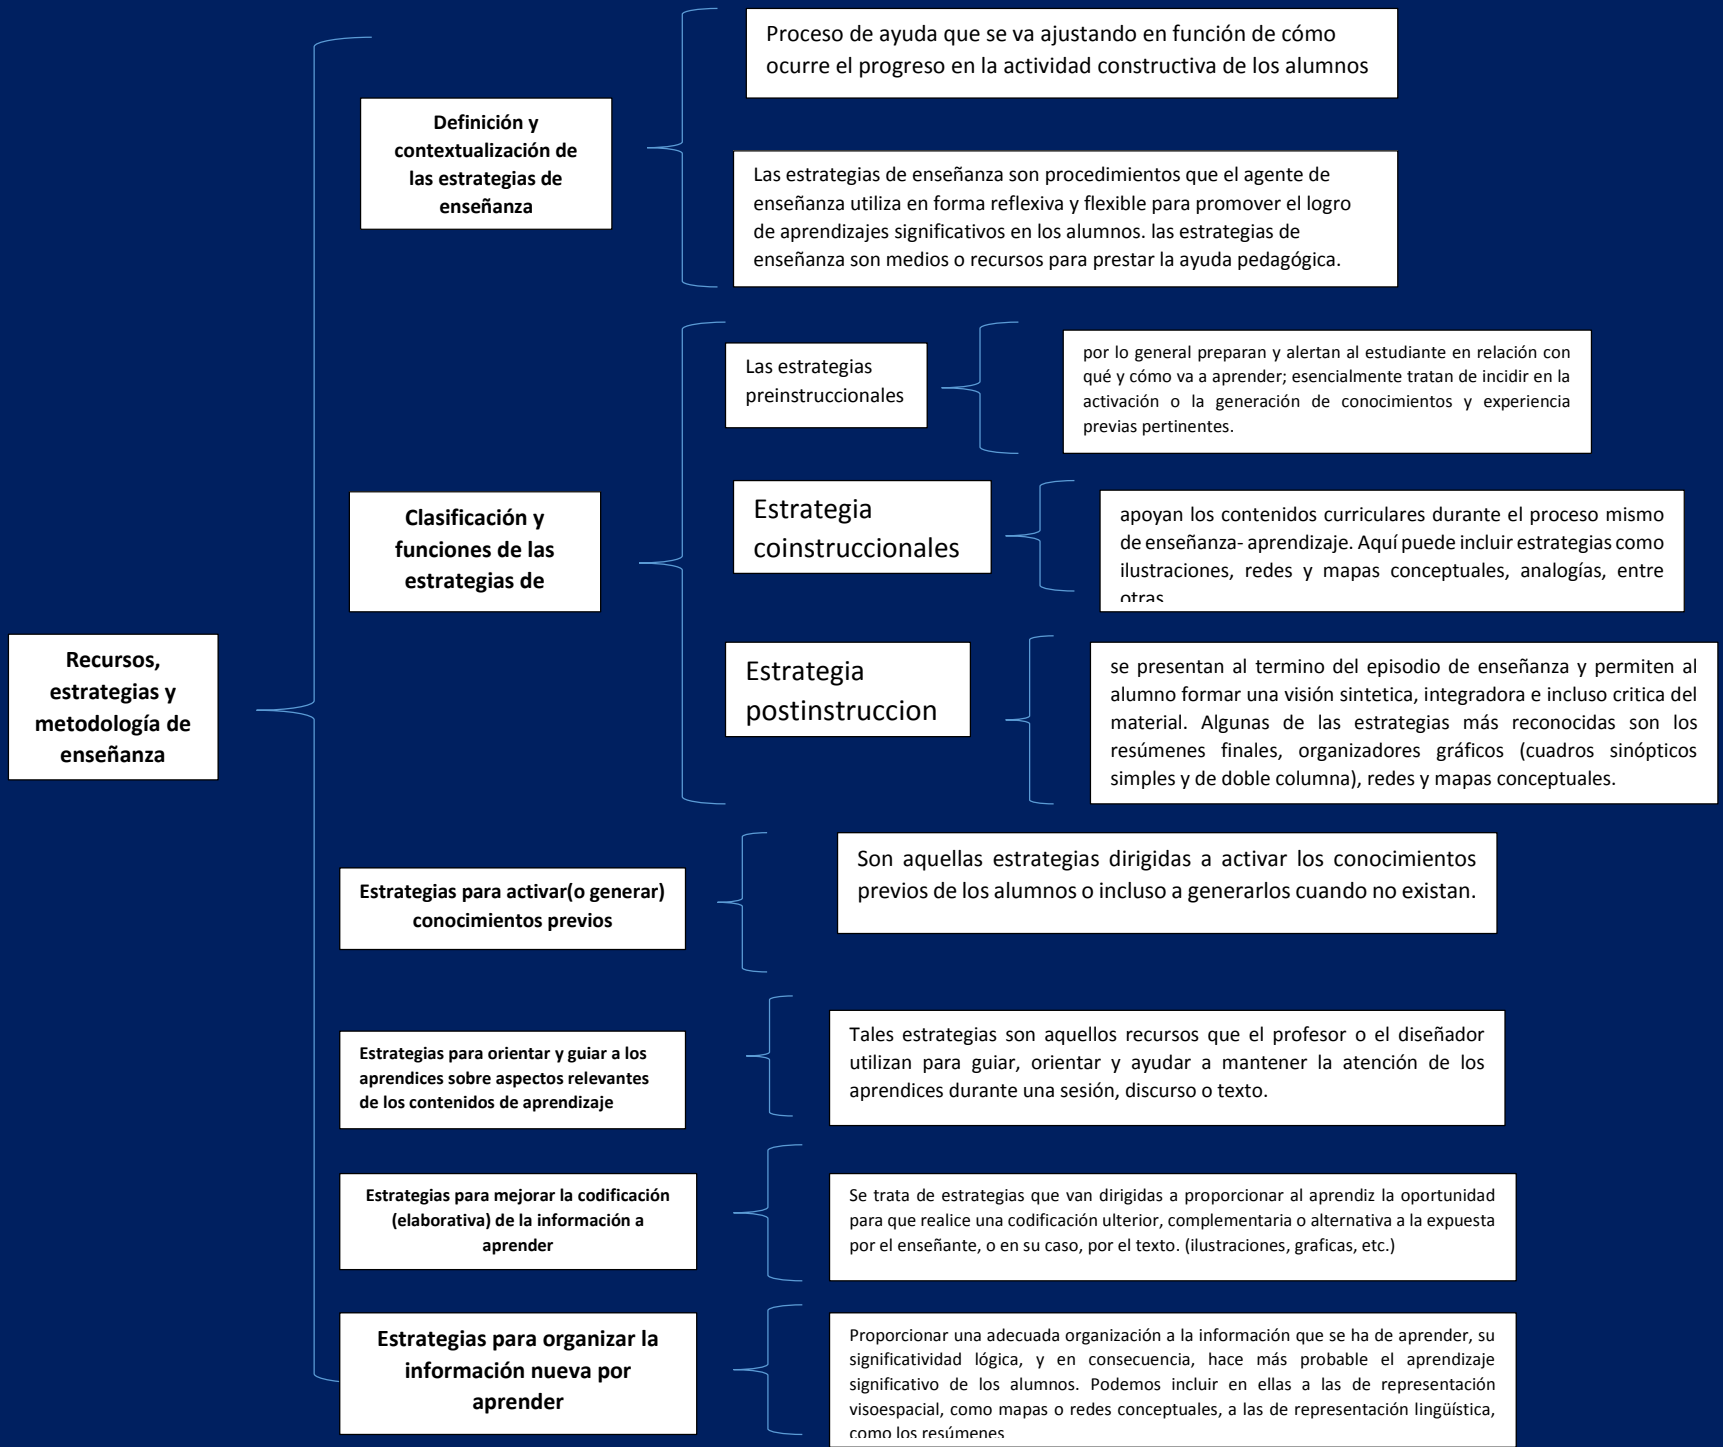 Recursos,
estrategias y
metodología de
enseñanza
Definición y
contextualización de
las estrategias de
enseñanza
Proceso de ayuda que se va ajustando en función de cómo
ocurre el progreso en la actividad constructiva de los alumnos
Las estrategias de enseñanza son procedimientos que el agente de
enseñanza utiliza en forma reflexiva y flexible para promover el logro
de aprendizajes significativos en los alumnos. las estrategias de
enseñanza son medios o recursos para prestar la ayuda pedagógica.
Clasificación y
funciones de las
estrategias de
Las estrategias
preinstruccionales
por lo general preparan y alertan al estudiante en relación con
qué y cómo va a aprender; esencialmente tratan de incidir en la
activación o la generación de conocimientos y experiencia
previas pertinentes.
Estrategia
coinstruccionales
apoyan los contenidos curriculares durante el proceso mismo
de enseñanza- aprendizaje. Aquí puede incluir estrategias como
ilustraciones, redes y mapas conceptuales, analogías, entre
otras
Estrategia
postinstruccion
se presentan al termino del episodio de enseñanza y permiten al
alumno formar una visión sintetica, integradora e incluso critica del
material. Algunas de las estrategias más reconocidas son los
resúmenes finales, organizadores gráficos (cuadros sinópticos
simples y de doble columna), redes y mapas conceptuales.
Estrategias para activar(o generar)
conocimientos previos
Son aquellas estrategias dirigidas a activar los conocimientos
previos de los alumnos o incluso a generarlos cuando no existan.
Estrategias para orientar y guiar a los
aprendices sobre aspectos relevantes
de los contenidos de aprendizaje
Tales estrategias son aquellos recursos que el profesor o el diseñador
utilizan para guiar, orientar y ayudar a mantener la atención de los
aprendices durante una sesión, discurso o texto.
Estrategias para mejorar la codificación
(elaborativa) de la información a
aprender
Se trata de estrategias que van dirigidas a proporcionar al aprendiz la oportunidad
para que realice una codificación ulterior, complementaria o alternativa a la expuesta
por el enseñante, o en su caso, por el texto. (ilustraciones, graficas, etc.)
Estrategias para organizar la
información nueva por
aprender
Proporcionar una adecuada organización a la información que se ha de aprender, su
significatividad lógica, y en consecuencia, hace más probable el aprendizaje
significativo de los alumnos. Podemos incluir en ellas a las de representación
visoespacial, como mapas o redes conceptuales, a las de representación lingüística,
como los resúmenes